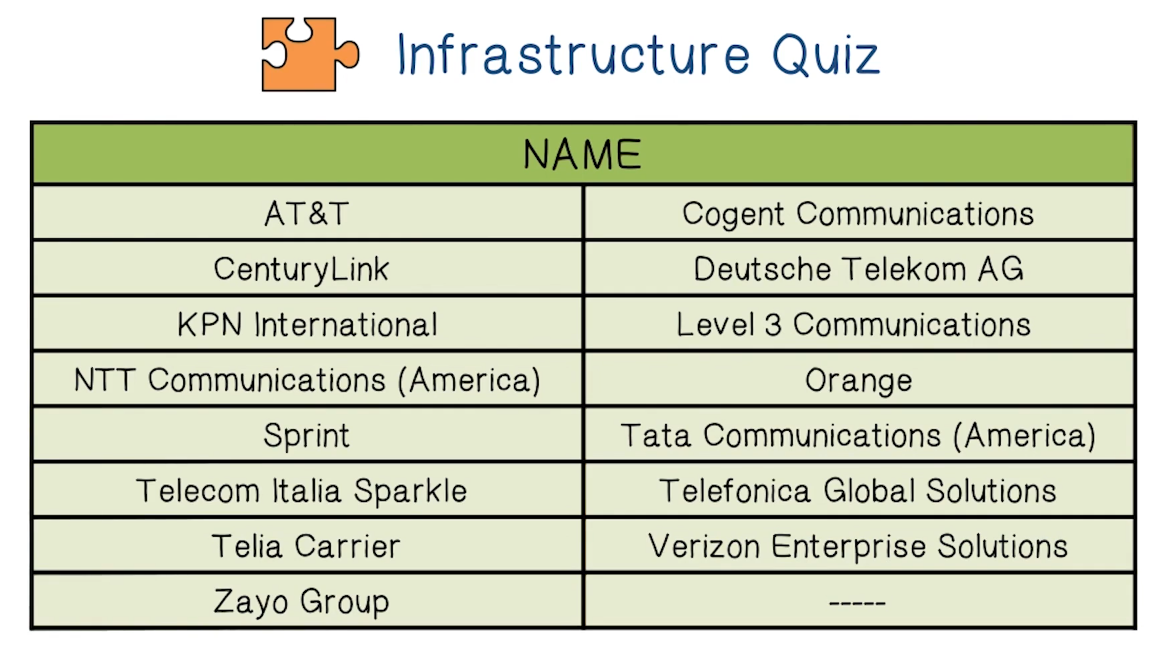 Infrastructure Quiz
NAME
AT&T Cogent Communications
CenturyLink Deutsche Telekom AG
KPN International Level 3 Communications
NTT Communications (America) Orange
Sprint Tata Communications (America)
Telecom Italia Sparkle Telefonica Global Solutions
Telia Carrier Verizon Enterprise Solutions
Zayo Group -----